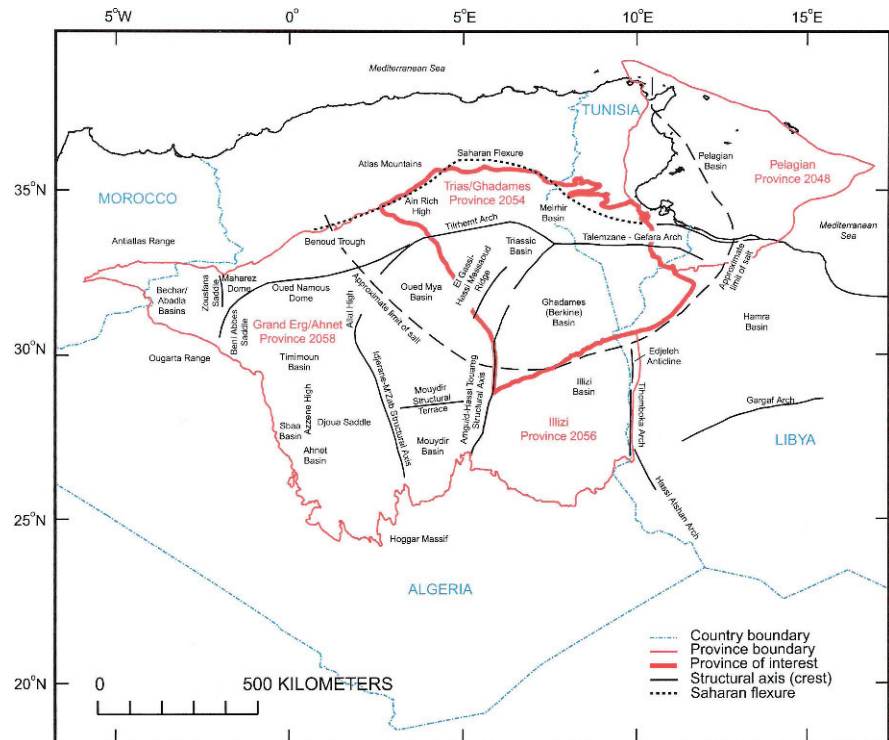 5°W
0°
5°E
10°E
15°E
35°N
30°N
25°N
20°N
Mediterranean Sea
TUNISIA
Saharan Flexure
Atlas Mountains
Pelagian
Basin
Pelagian
Province 2048
Trias/Ghadames
Province 2054
MOROCCO
Ain Rich
High
Melrhir
Basin
Mediterranean
Sea
Antiatlas Range
Benoud Trough
Tilrhemt Arch
Triassic
Basin
Talemzane - Gefara Arch
Approximate
limit of salt
Bechar/
Abadla
Basins
Zousfana
Saddle
Maharez
Dome
Oued Namous
Dome
Oued Mya
Basin
El Gassi-
Hassi Messaoud
Ridge
Beni Abbes
Saddle
Allal High
Approximate limit of salt
Ghadames
(Berkine)
Basin
Hamra
Basin
Grand Erg/Ahnet
Province 2058
Ougarta Range
Timimoun
Basin
Idjerane-M'Zab Structural Axis
Mouydir
Structural
Terrace
Amguid-Hassi Touareg
Structural Axis
Illizi
Basin
Edjeleh
Anticline
Tihemboka Arch
Gargaf Arch
Sbaa
Basin
Azzene High
Djoua Saddle
Ahnet
Basin
Mouydir
Basin
Illizi
Province 2056
LIBYA
Hassi Atshan Arch
Hoggar Massif
ALGERIA
0
500 KILOMETERS
Country boundary
Province boundary
Province of interest
Structural axis (crest)
Saharan flexure